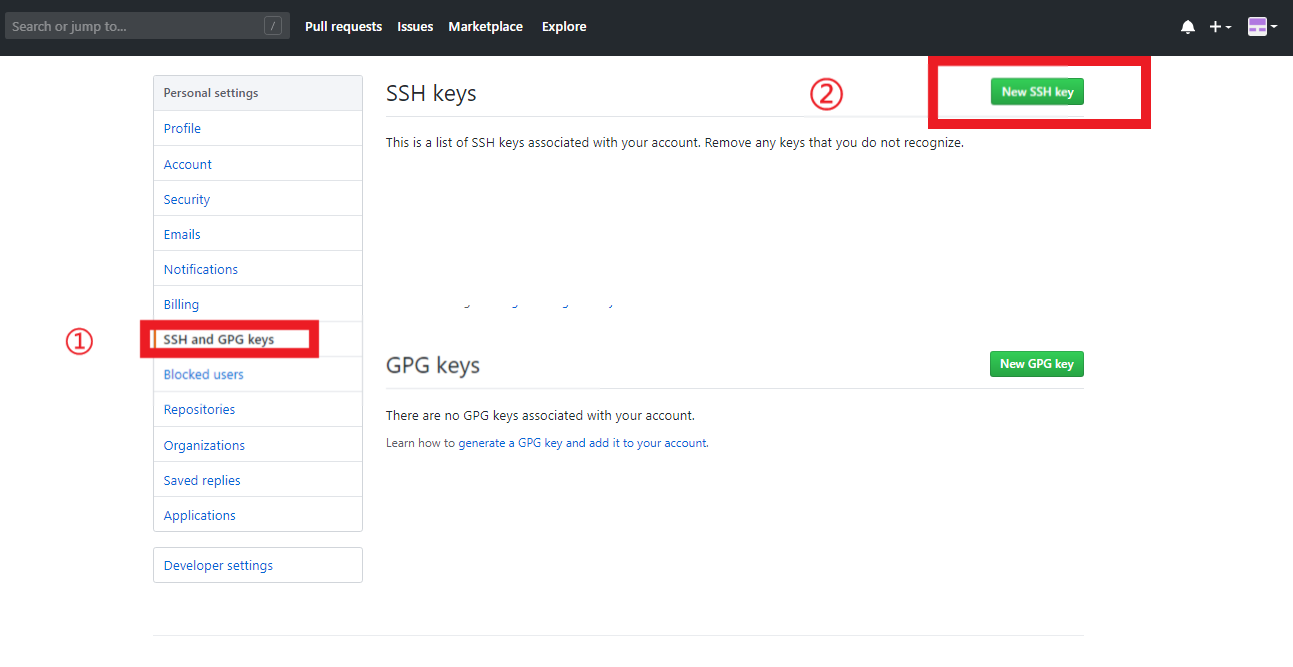 Search or jump to... /
Pull requests Issues Marketplace Explore
Personal settings
Profile
Account
Security
Emails
Notifications
Billing
① SSH and GPG keys
Blocked users
Repositories
Organizations
Saved replies
Applications
Developer settings
SSH keys ② New SSH key
This is a list of SSH keys associated with your account. Remove any keys that you do not recognize.
GPG keys New GPG key
There are no GPG keys associated with your account.
Learn how to generate a GPG key and add it to your account.